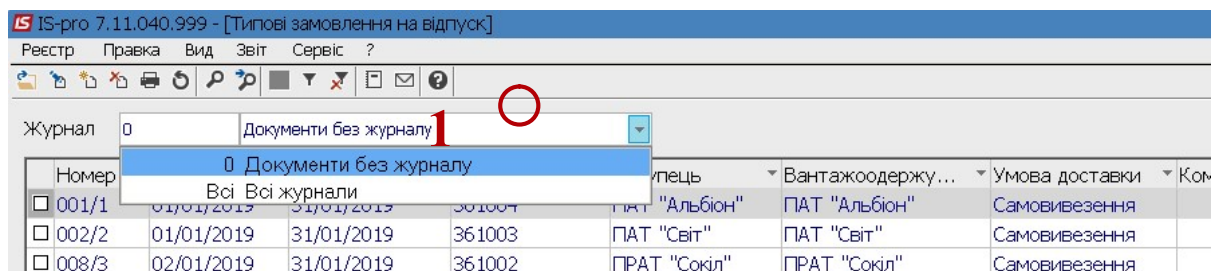 IS-pro 7.11.040.999 - [Типові замовлення на відпуск]
Реєстр Правка Вид Звіт Сервіс ?
Журнал 0 Документи без журналу 1
0 Документи без журналу
Всі Всі журнали
Номер упець Вантажоодержу... Умова доставки Ком
001/1 01/01/2019 31/01/2019 361004 ПАТ "Альбіон" ПАТ "Альбіон" Самовивезення
002/2 01/01/2019 31/01/2019 361003 ПАТ "Світ" ПАТ "Світ" Самовивезення
008/3 02/01/2019 31/01/2019 361002 ПРАТ "Сокіл" ПРАТ "Сокіл" Самовивезення